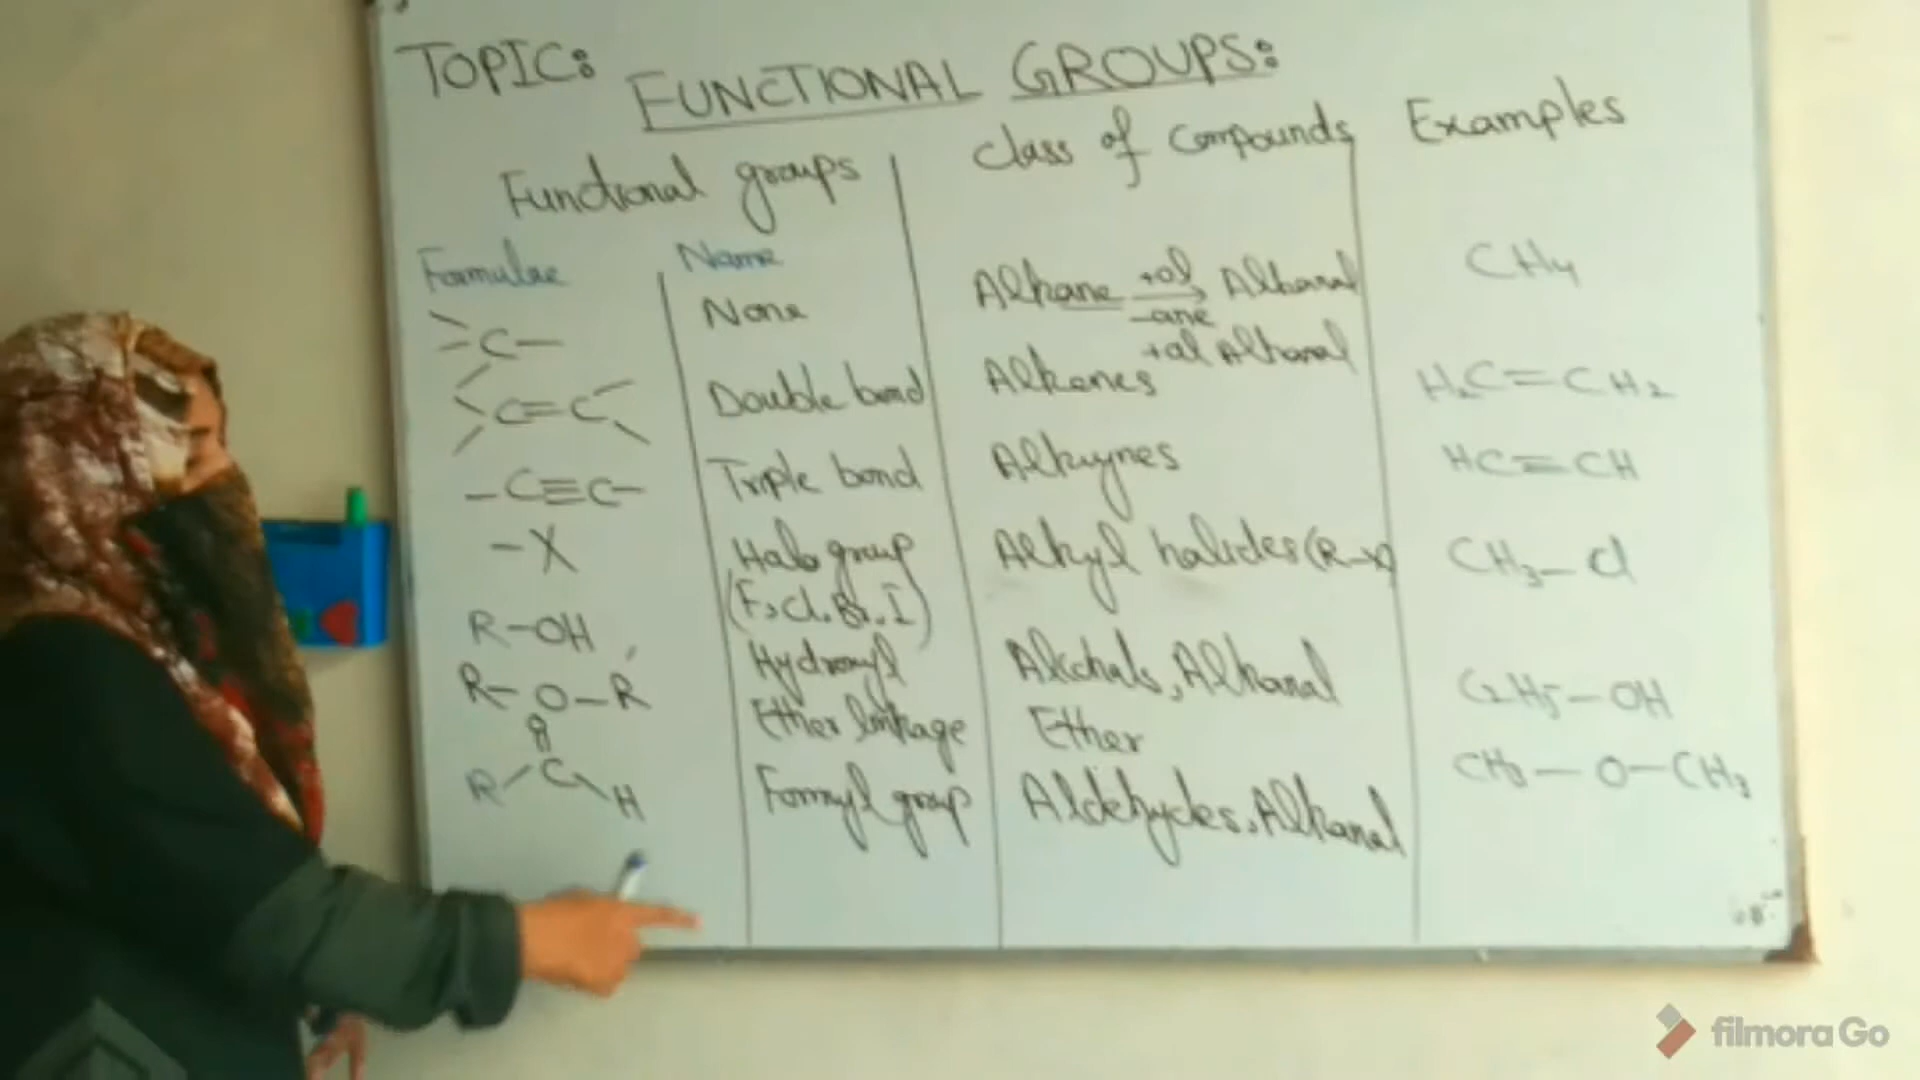 TOPIC: FUNCTIONAL GROUPS:
Functional groups Class of Compounds Examples
Formulae Name
None Alkane +ol → Alkanol CH4
-C- -ane
+al Alkanal
C=C Double bond Alkenes H2C=CH2
-C≡C- Triple bond Alkynes HC≡CH
-X Halo group Alkyl halides (R-X) CH3-Cl
(F, Cl, Br, I)
R-OH Hydroxyl Alcohals, Alkanal C2H5-OH
R-O-R' Ether linkage Ether CH3-O-CH3
O
R-C-H Formyl group Aldehydes, Alkanal
filmora Go